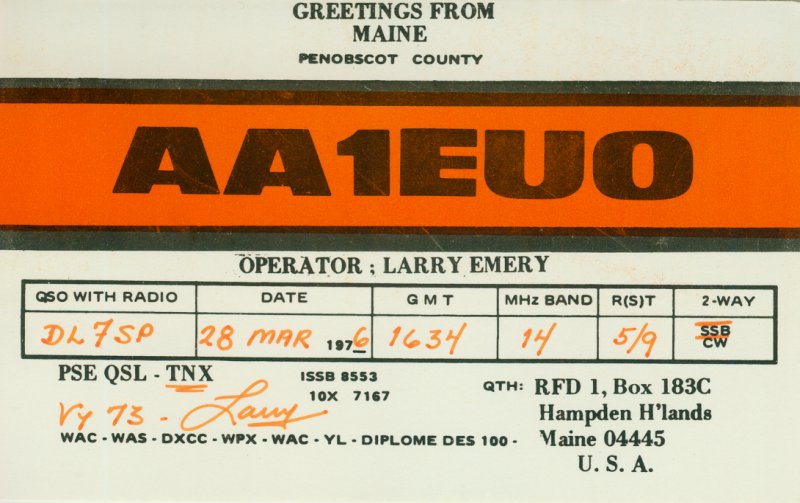 GREETINGS FROM
MAINE
PENOBSCOT COUNTY
AA1EUO
OPERATOR ; LARRY EMERY
QSO WITH RADIO DATE GMT MHz BAND R(S)T 2-WAY
DL7SP 28 MAR 1976 1634 14 5/9 SSB
CW
PSE QSL - TNX ISSB 8553
10X 7167
Vy 73 - Larry
WAC - WAS - DXCC - WPX - WAC - YL - DIPLOME DES 100 -
QTH: RFD 1, Box 183C
Hampden H'lands
Maine 04445
U. S. A.